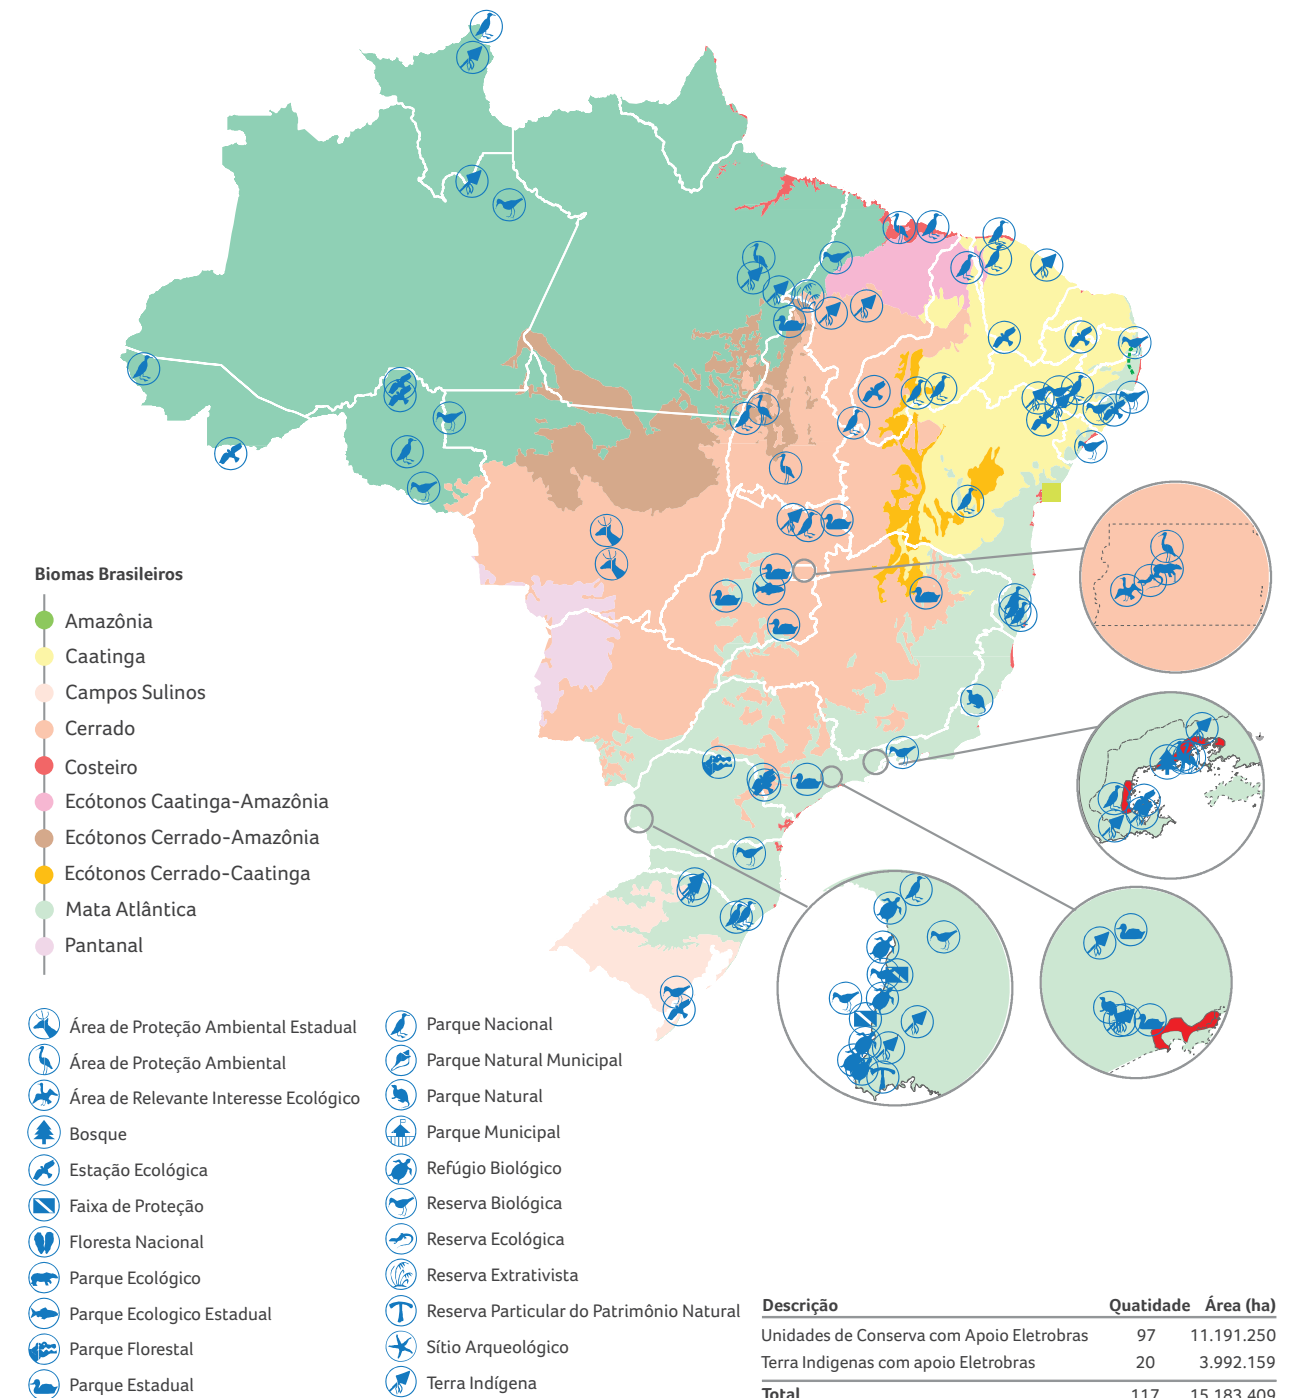 Biomas Brasileiros
Amazônia
Caatinga
Campos Sulinos
Cerrado
Costeiro
Ecótonos Caatinga-Amazônia
Ecótonos Cerrado-Amazônia
Ecótonos Cerrado-Caatinga
Mata Atlântica
Pantanal
Área de Proteção Ambiental Estadual
Área de Proteção Ambiental
Área de Relevante Interesse Ecológico
Bosque
Estação Ecológica
Faixa de Proteção
Floresta Nacional
Parque Ecológico
Parque Ecologico Estadual
Parque Florestal
Parque Estadual
Parque Nacional
Parque Natural Municipal
Parque Natural
Parque Municipal
Refúgio Biológico
Reserva Biológica
Reserva Ecológica
Reserva Extrativista
Reserva Particular do Patrimônio Natural
Sítio Arqueológico
Terra Indígena
Descrição Quatidade Área (ha)
Unidades de Conserva com Apoio Eletrobras 97 11.191.250
Terra Indigenas com apoio Eletrobras 20 3.992.159
Total 117 15.183.409